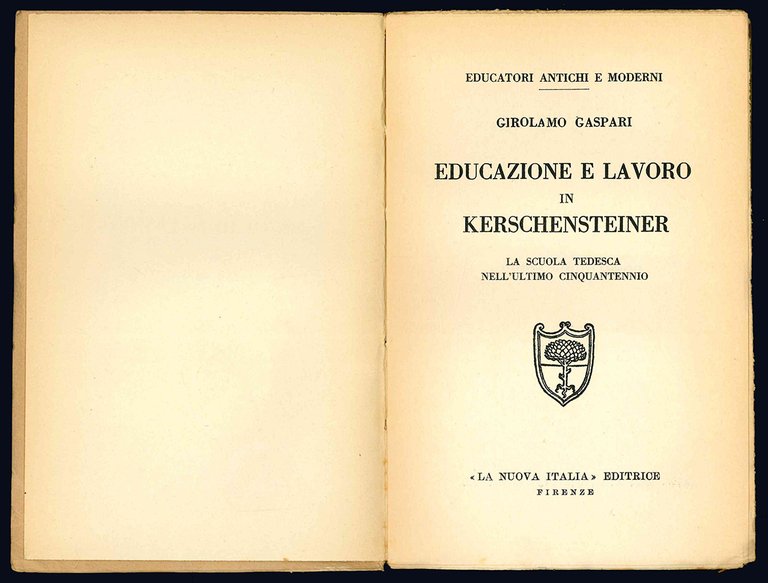 EDUCATORI ANTICHI E MODERNI
GIROLAMO GASPARI
EDUCAZIONE E LAVORO
IN
KERSCHENSTEINER
LA SCUOLA TEDESCA
NELL'ULTIMO CINQUANTENNIO
«LA NUOVA ITALIA» EDITRICE
FIRENZE